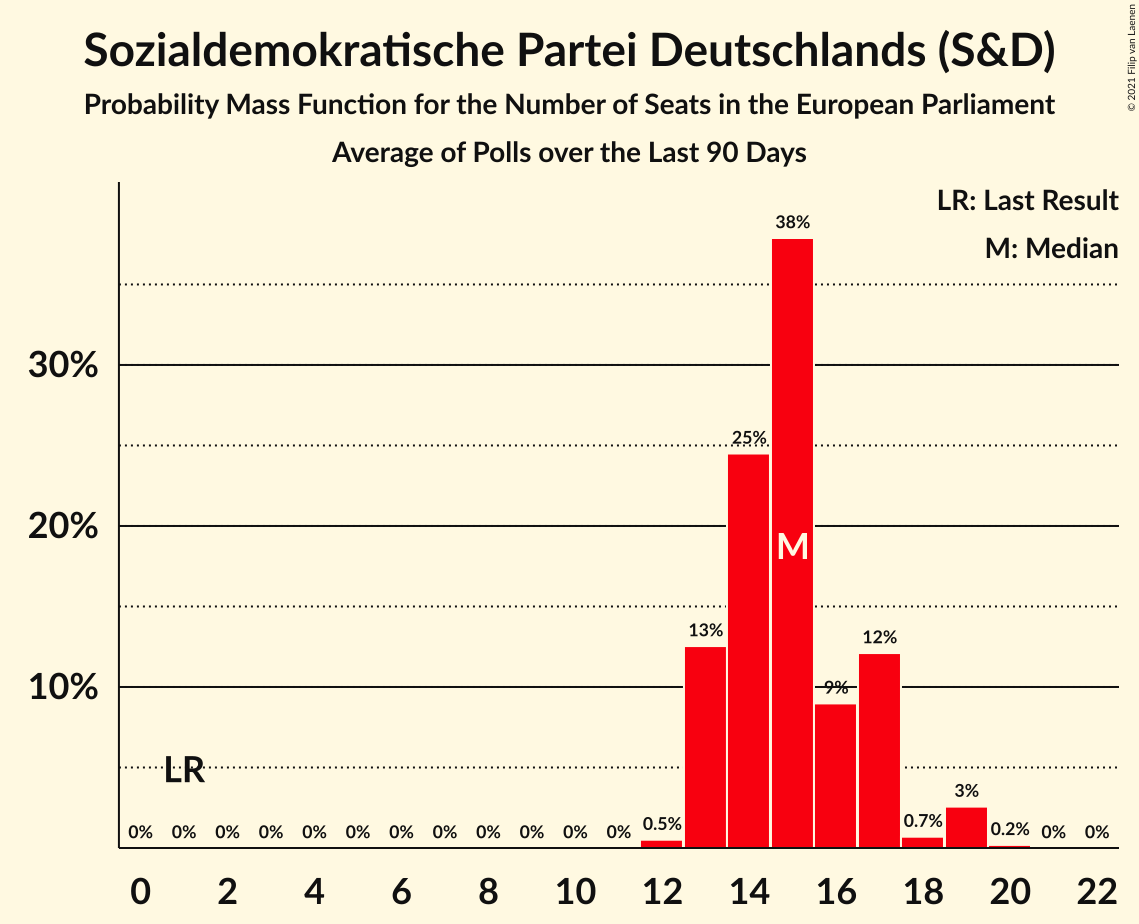 Sozialdemokratische Partei Deutschlands (S&D)
Probability Mass Function for the Number of Seats in the European Parliament
Average of Polls over the Last 90 Days
© 2021 Filip van Laenen
LR: Last Result
M: Median
38%
30%
25%
20%
M
13%
12%
10%
9%
LR
3%
0% 0% 0% 0% 0% 0% 0% 0% 0% 0% 0% 0% 0.5% 0.7% 0.2% 0% 0%
0 2 4 6 8 10 12 14 16 18 20 22